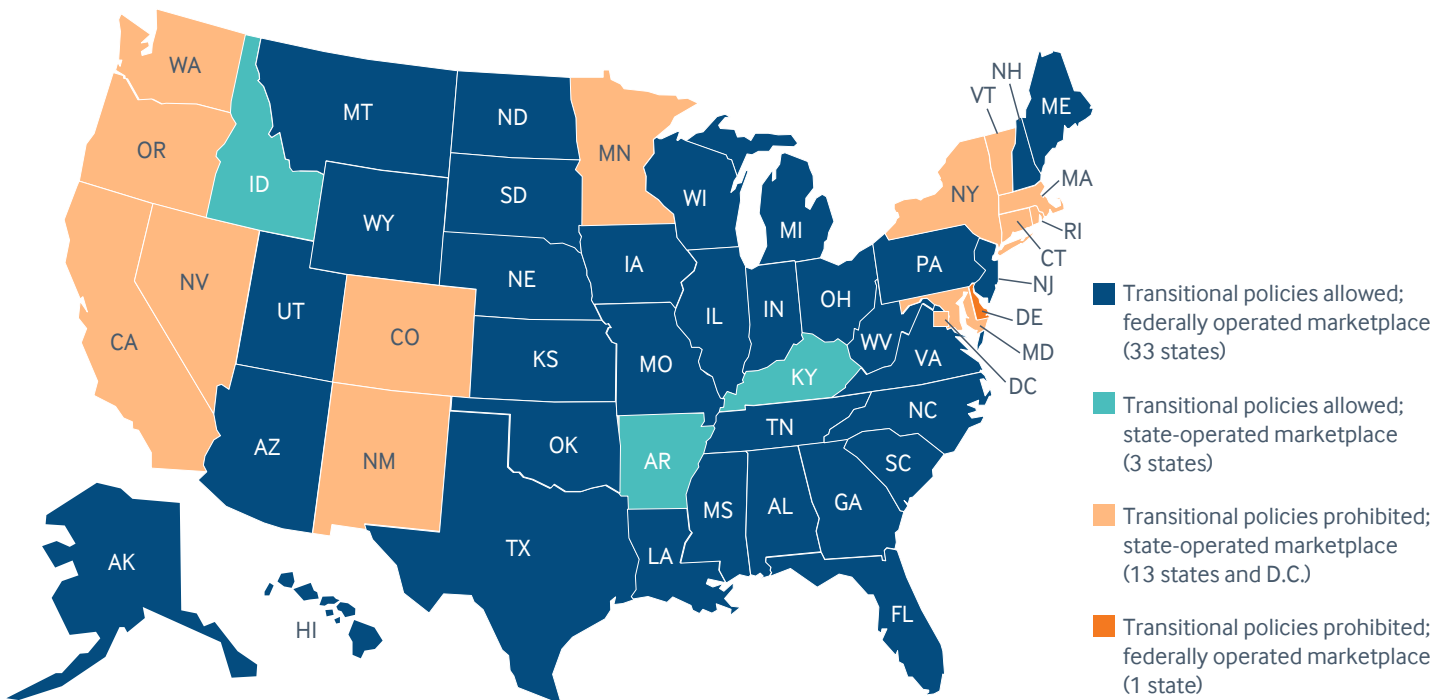 WA
OR
CA
NV
ID
MT
WY
UT
AZ
CO
NM
ND
SD
NE
KS
OK
TX
MN
IA
MO
AR
LA
WI
IL
MI
IN
OH
KY
TN
MS
AL
GA
FL
SC
NC
VA
WV
PA
NY
VT
NH
ME
MA
RI
CT
NJ
DE
MD
DC
AK
HI
Transitional policies allowed;
federally operated marketplace
(33 states)
Transitional policies allowed;
state-operated marketplace
(3 states)
Transitional policies prohibited;
state-operated marketplace
(13 states and D.C.)
Transitional policies prohibited;
federally operated marketplace
(1 state)